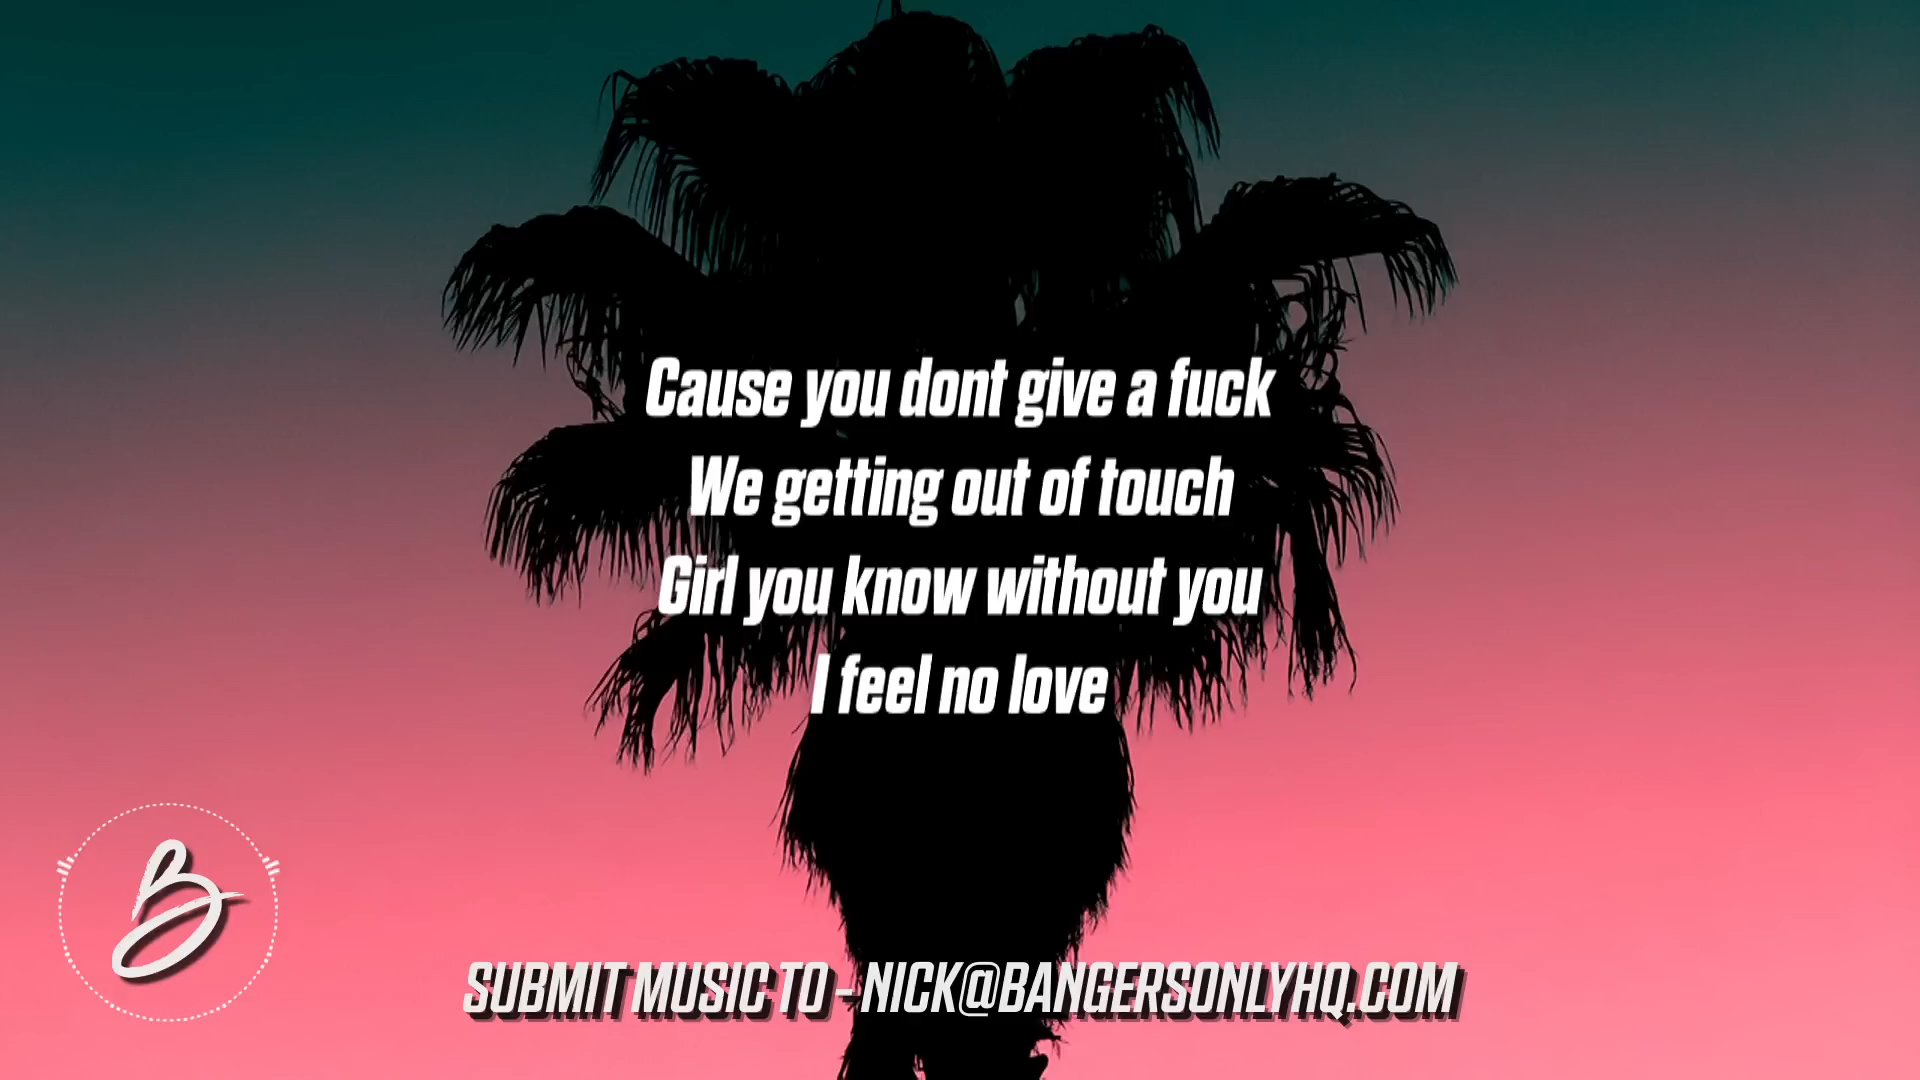 Cause you dont give a fuck
We getting out of touch
Girl you know without you
I feel no love
B
SUBMIT MUSIC TO - NICK@BANGERSONLYHQ.COM